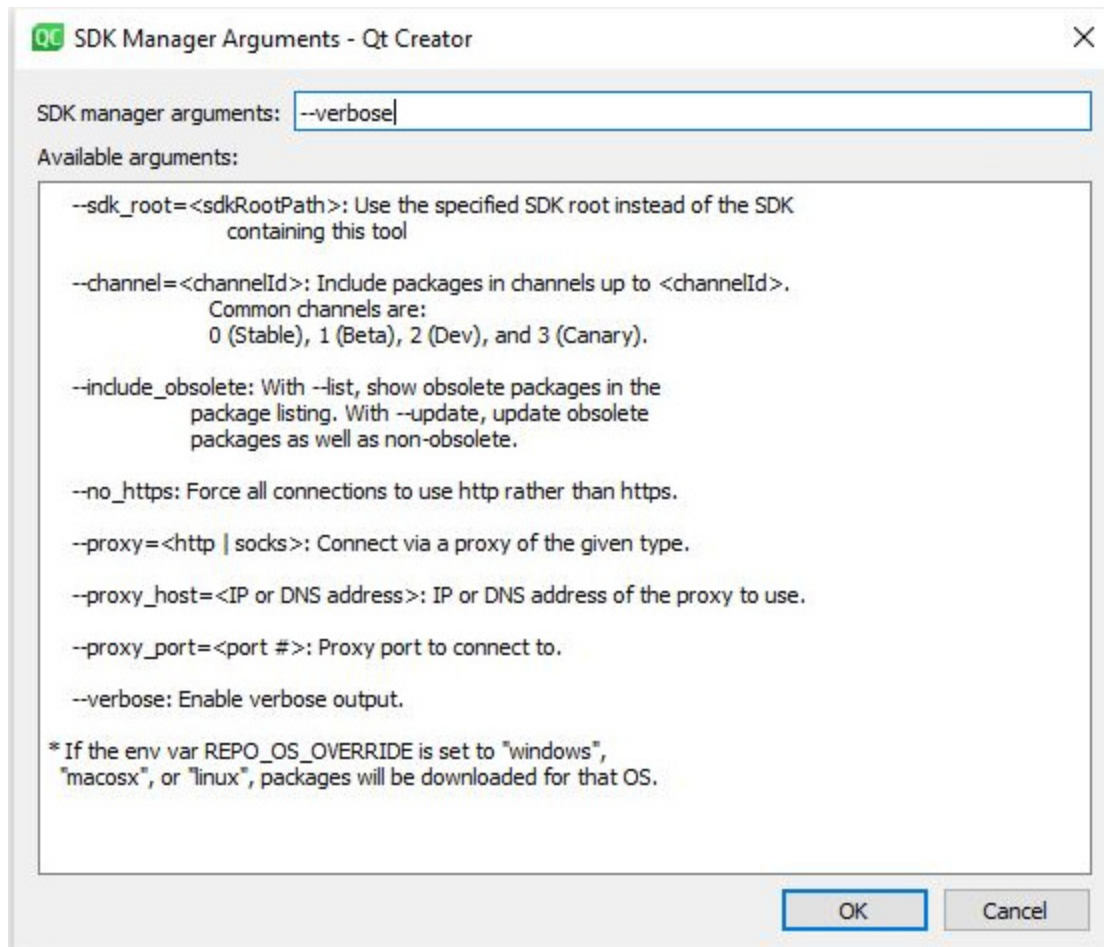 QC SDK Manager Arguments - Qt Creator
SDK manager arguments: --verbose
Available arguments:
--sdk_root=<sdkRootPath>: Use the specified SDK root instead of the SDK
containing this tool
--channel=<channelId>: Include packages in channels up to <channelId>.
Common channels are:
0 (Stable), 1 (Beta), 2 (Dev), and 3 (Canary).
--include_obsolete: With --list, show obsolete packages in the
package listing. With --update, update obsolete
packages as well as non-obsolete.
--no_https: Force all connections to use http rather than https.
--proxy=<http | socks>: Connect via a proxy of the given type.
--proxy_host=<IP or DNS address>: IP or DNS address of the proxy to use.
--proxy_port=<port #>: Proxy port to connect to.
--verbose: Enable verbose output.
* If the env var REPO_OS_OVERRIDE is set to "windows",
"macosx", or "linux", packages will be downloaded for that OS.
OK Cancel